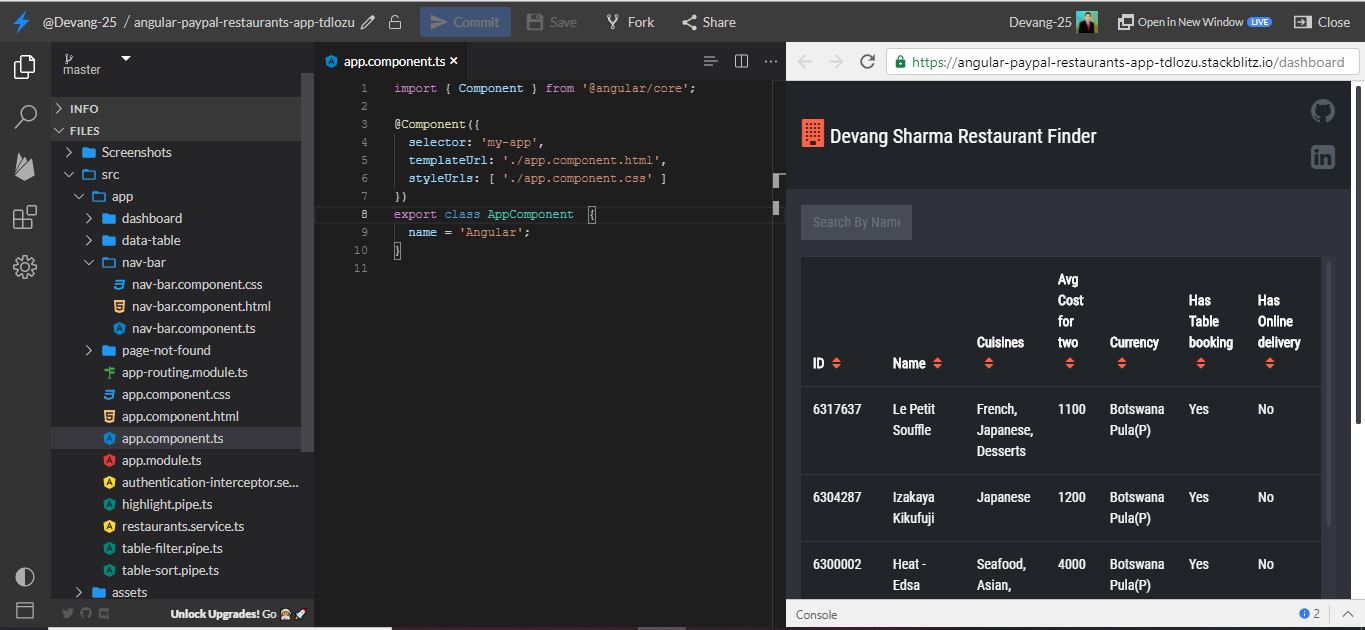 @Devang-25 / angular-paypal-restaurants-app-tdlozu Commit Save Fork Share Devang-25 Open in New Window LIVE Close
master
INFO
FILES
Screenshots
src
app
dashboard
data-table
nav-bar
nav-bar.component.css
nav-bar.component.html
nav-bar.component.ts
page-not-found
app-routing.module.ts
app.component.css
app.component.html
app.component.ts
app.module.ts
authentication-interceptor.se...
highlight.pipe.ts
restaurants.service.ts
table-filter.pipe.ts
table-sort.pipe.ts
assets
Unlock Upgrades! Go
app.component.ts
1 import { Component } from '@angular/core';
2
3 @Component({
4 selector: 'my-app',
5 templateUrl: './app.component.html',
6 styleUrls: [ './app.component.css' ]
7 })
8 export class AppComponent {
9 name = 'Angular';
10 }
11
https://angular-paypal-restaurants-app-tdlozu.stackblitz.io/dashboard
Devang Sharma Restaurant Finder
in
Search By Name
ID Name Cuisines Avg Cost for two Currency Has Table booking Has Online delivery
6317637 Le Petit Souffle French, Japanese, Desserts 1100 Botswana Pula(P) Yes No
6304287 Izakaya Kikufuji Japanese 1200 Botswana Pula(P) Yes No
6300002 Heat - Edsa Seafood, Asian, 4000 Botswana Pula(P) Yes No
Console 2